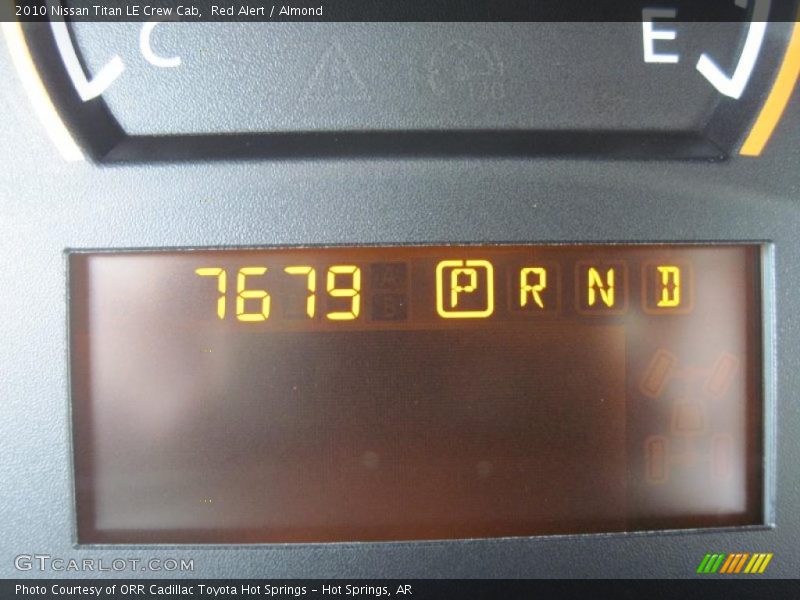 2010 Nissan Titan LE Crew Cab,  Red Alert / Almond
C E
7679 P R N D
GTCARLOT.COM
Photo Courtesy of ORR Cadillac Toyota Hot Springs - Hot Springs, AR